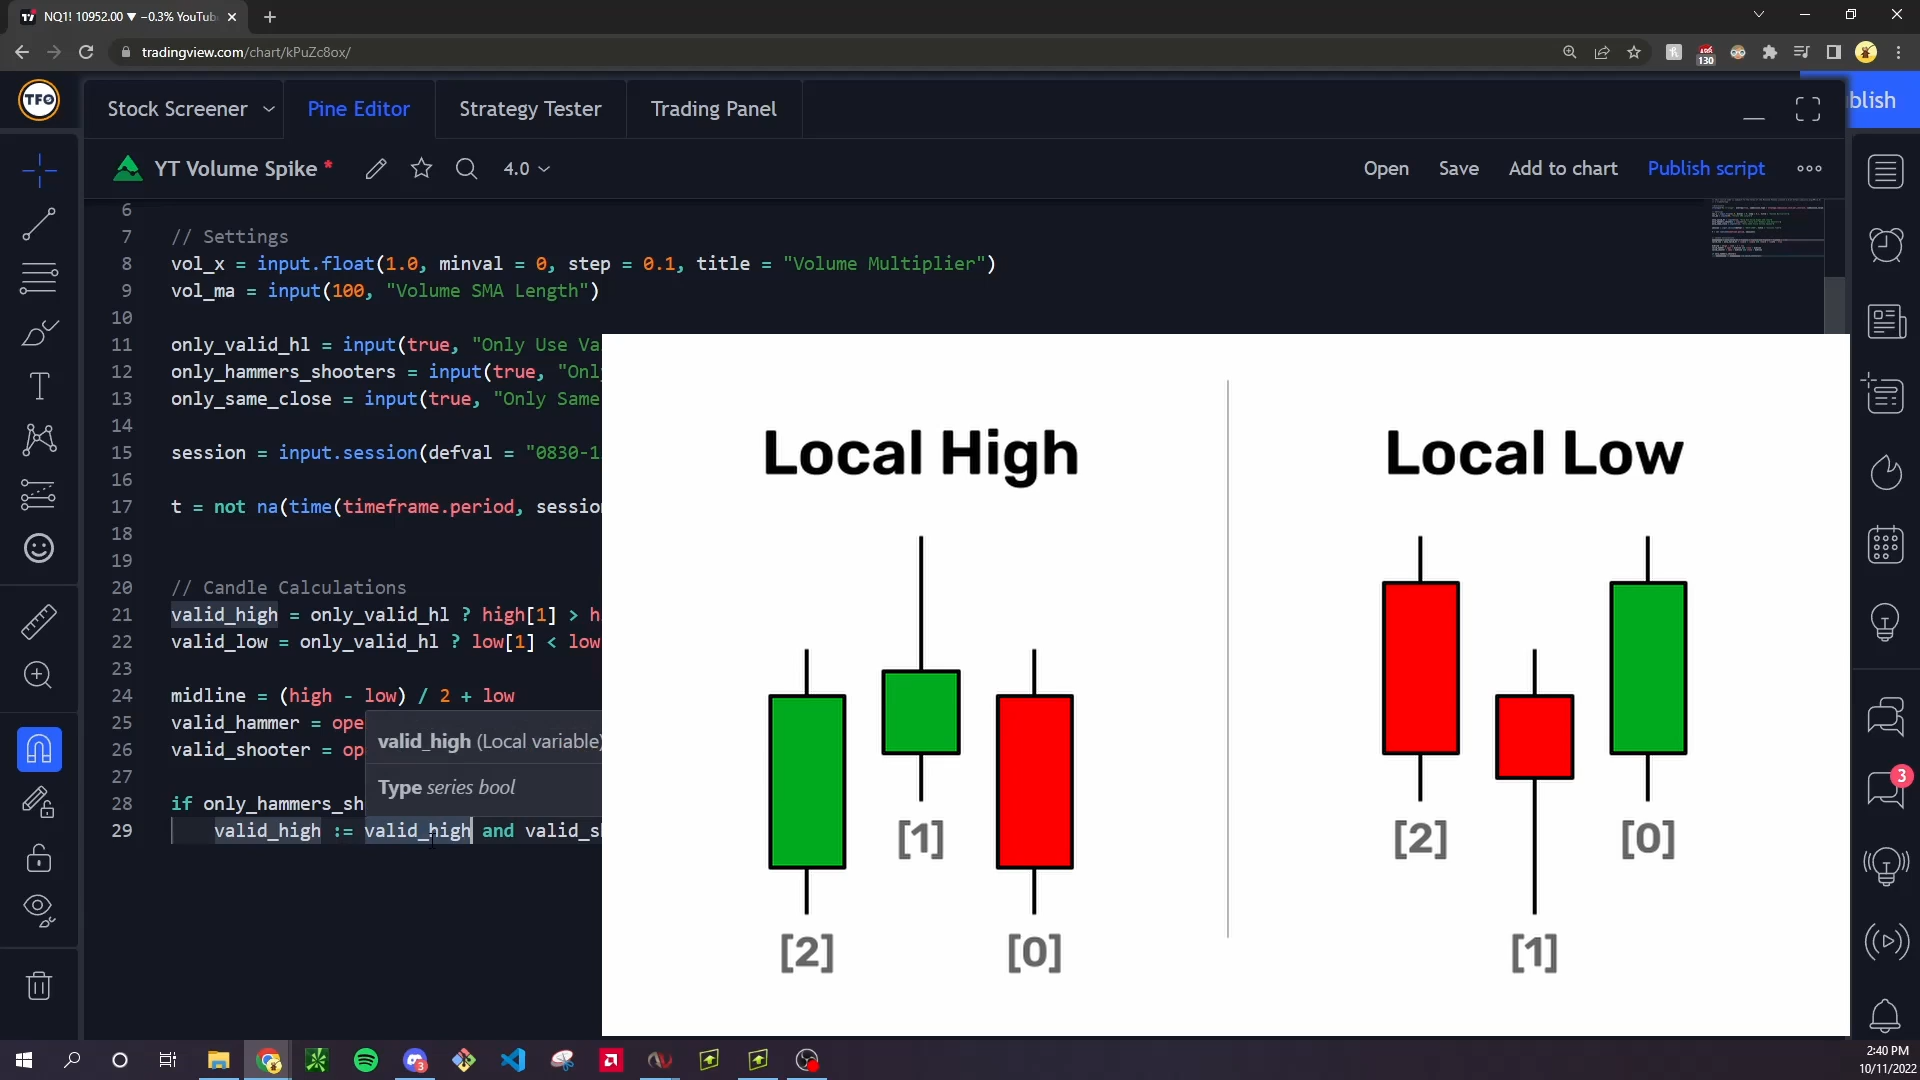 NQ1! 10952.00 ▼ −0.3% YouTub
tradingview.com/chart/kPuZc8ox/
130
TFO
Stock Screener
Pine Editor
Strategy Tester
Trading Panel
blish
YT Volume Spike *
4.0
Open
Save
Add to chart
Publish script
6
7 // Settings
8 vol_x = input.float(1.0, minval = 0, step = 0.1, title = "Volume Multiplier")
9 vol_ma = input(100, "Volume SMA Length")
10
11 only_valid_hl = input(true, "Only Use Va
12 only_hammers_shooters = input(true, "Onl
13 only_same_close = input(true, "Only Same
14
15 session = input.session(defval = "0830-1
16
17 t = not na(time(timeframe.period, sessio
18
19
20 // Candle Calculations
21 valid_high = only_valid_hl ? high[1] > h
22 valid_low = only_valid_hl ? low[1] < low
23
24 midline = (high - low) / 2 + low
25 valid_hammer = ope
26 valid_shooter = op
27
28 if only_hammers_sh
29 valid_high := valid_high and valid_s
valid_high (Local variable)
Type series bool
Local High
[2]
[1]
[0]
Local Low
[2]
[1]
[0]
3
3
2:40 PM
10/11/2022